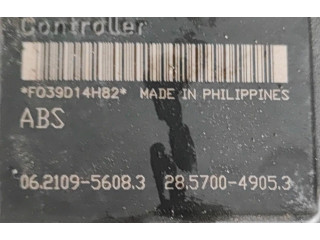 Controller
*F039D14H82* MADE IN PHILIPPINES
ABS
06.2109-5608.3 28.5700-4905.3